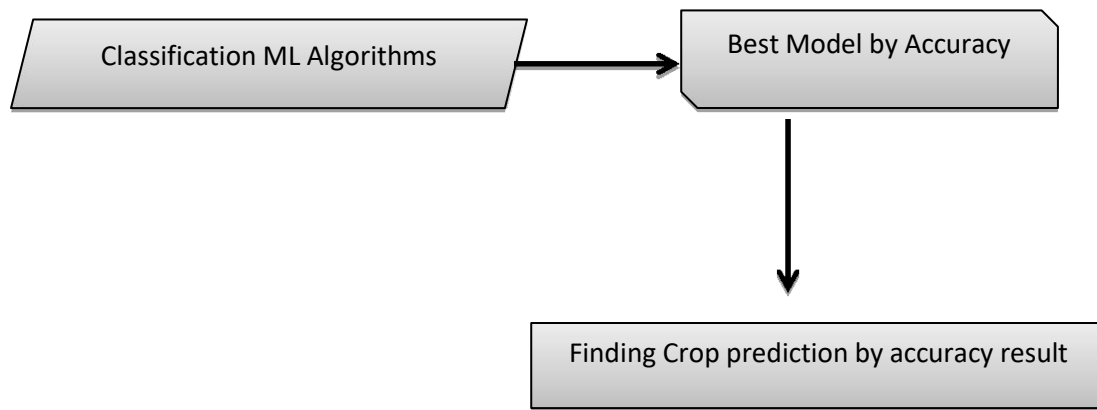 Classification ML Algorithms
Best Model by Accuracy
Finding Crop prediction by accuracy result